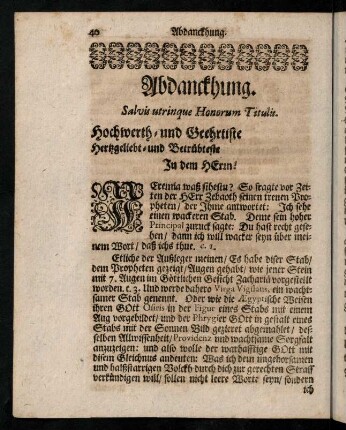 40 Abdanckhung.
Abdanckhung.
Salvis utrinque Honorum Titulis.
Hochwerth- und Geehrtiste
Hertzgeliebt- und Betrübteste
In dem HErrn!
JEremia waß sihestu? So fragte vor Zei-
ten der HErr Zebaoth seinen treuen Pro-
pheten / der Jhme antwortet: Jch sehe
einen wackeren Stab. Deme sein hoher
Principal zuruck sagte: Du hast recht gese-
hen / dann ich will wacker seyn über mei-
nem Wort / daß ichs thue. c. 1.
Etliche der Außleger meinen / Es habe diser Stab /
dem Propheten gezeigt / Augen gehabt / wie jener Stein
mit 7. Augen im Göttlichen Gesicht Zachariä vorgestellt
worden. c. 3. Und werde dahero Virga Vigilans, ein wacht-
samer Stab genennt. Oder wie die Ægyptische Weisen
ihren GOtt Osirin in der Figur eines Stabs mit einem
Aug vorgebildet / und der Phrygier GOtt in gestalt eines
Stabs mit der Sonnen Bild gezieret abgemahlet / des-
selben Allwissenheit / Providenz und wachtsame Sorgfalt
anzuzeigen: und also wolle der warhafftige GOtt mit
disem Gleichnus andeuten: Was ich dem ungehorsamen
und halßstarrigen Volckh durch dich zur gerechten Straff
verkündigen will / sollen nicht leere Worte seyn / sondern
ich